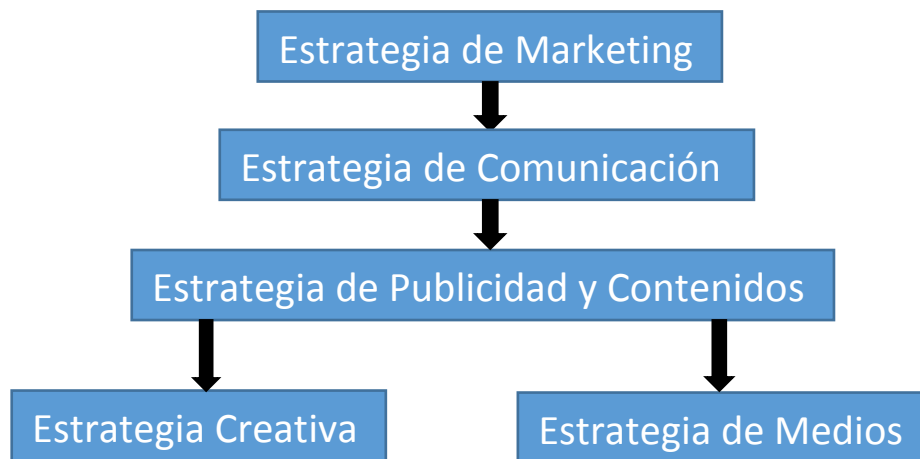 Estrategia de Marketing
Estrategia de Comunicación
Estrategia de Publicidad y Contenidos
Estrategia Creativa
Estrategia de Medios